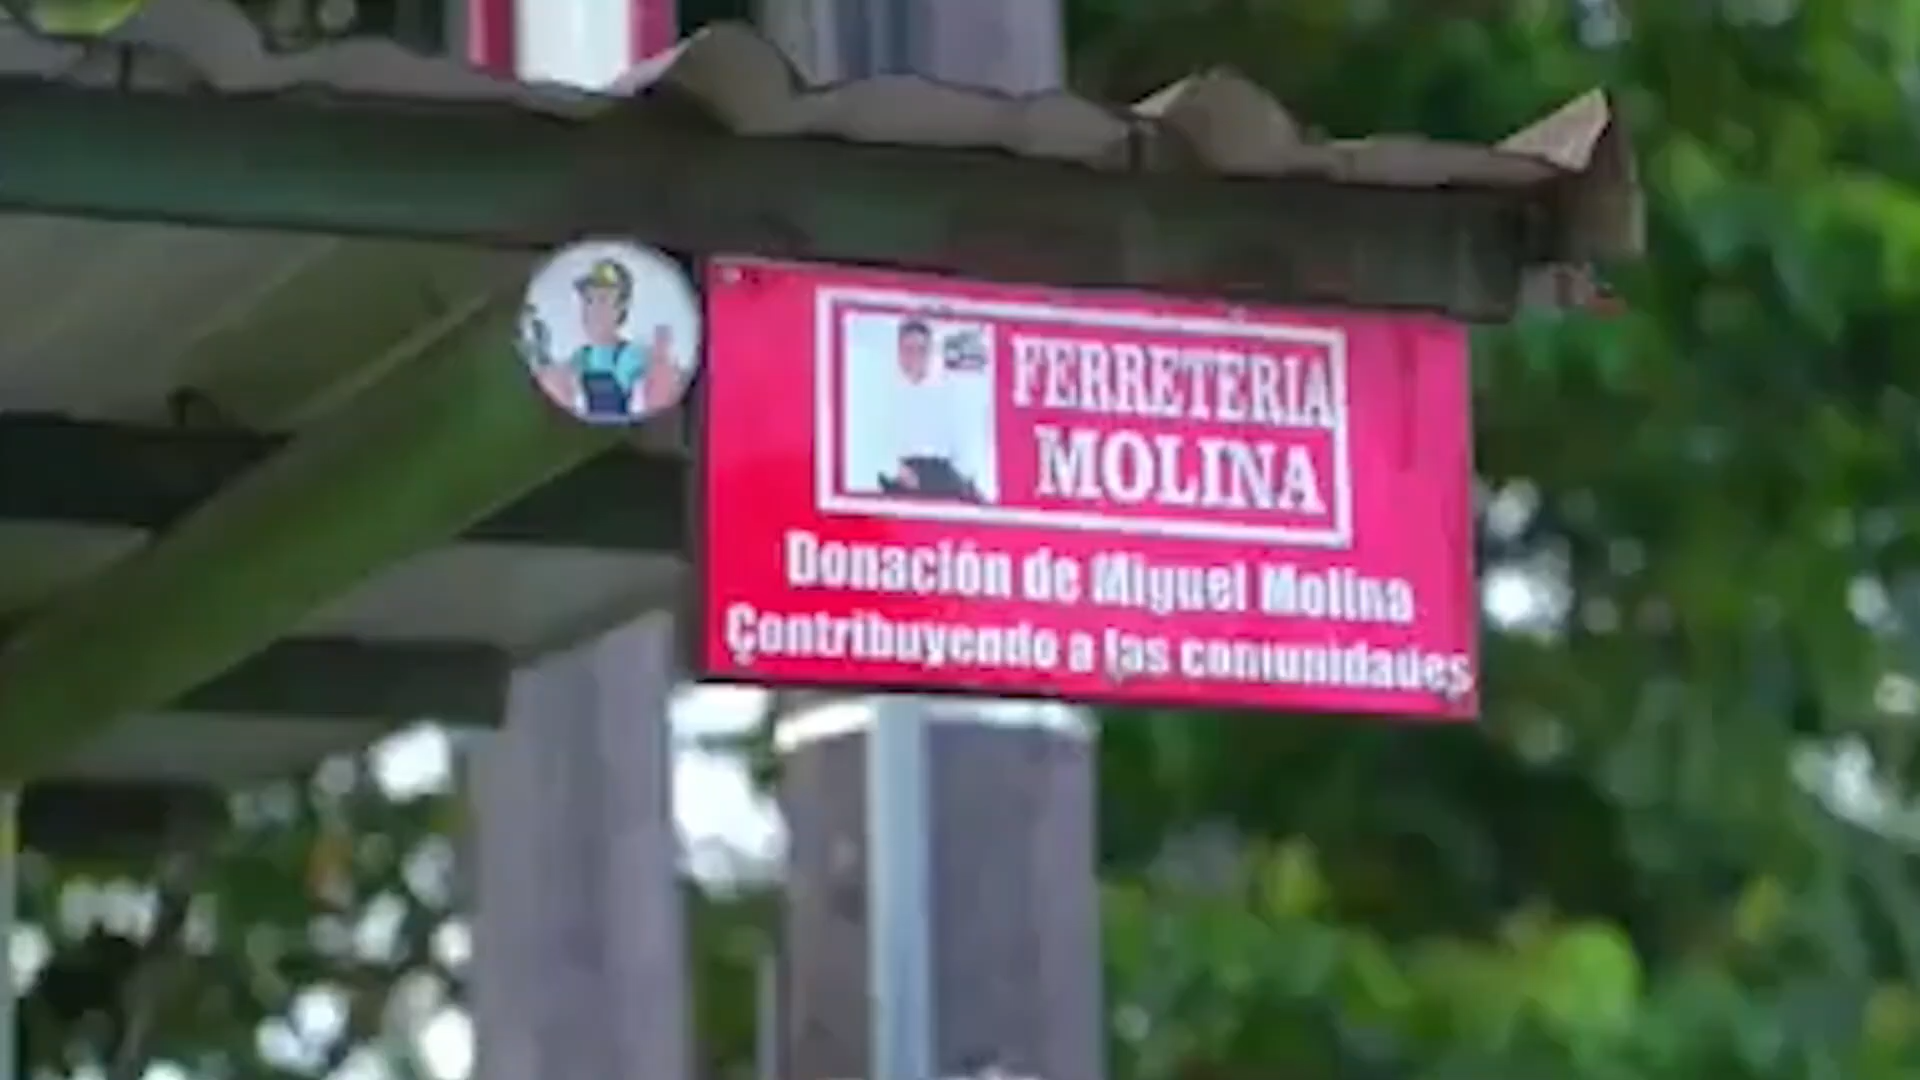 FERRETERIA
MOLINA
Donación de Miguel Molina
Contribuyendo a las comunidades